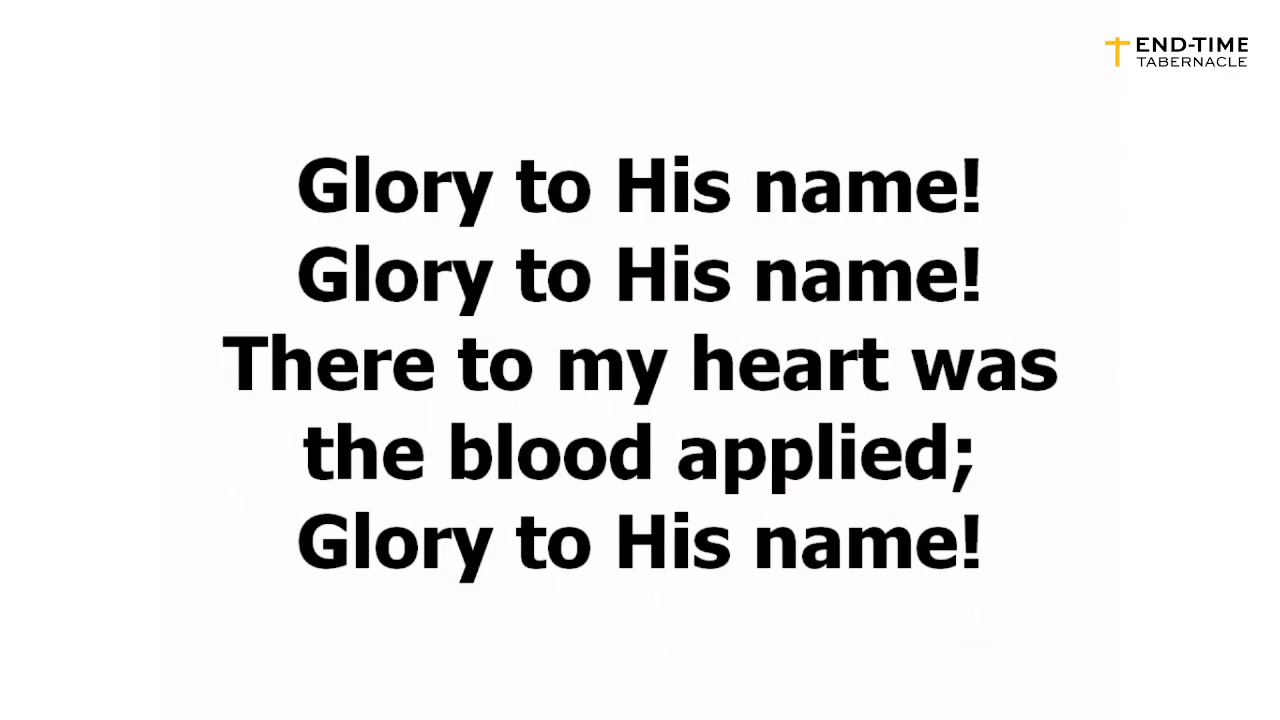 END-TIME
TABERNACLE
Glory to His name!
Glory to His name!
There to my heart was
the blood applied;
Glory to His name!